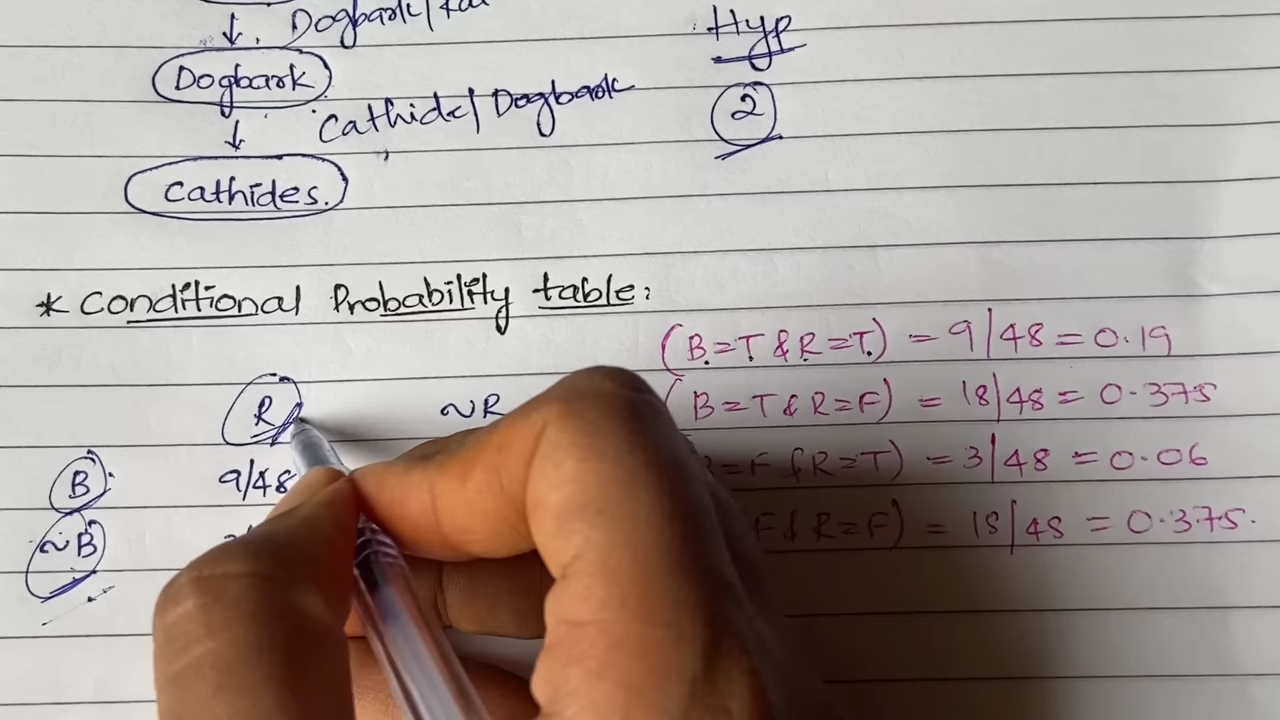 Dogbark/
Hyp
Dogbark
Cathide/Dogbark
2
Cathides.
* Conditional Probability table:
(B=T & R=T) = 9/48 = 0.19
R ~R
(B=T & R=F) = 18/48 = 0.375
B: 9/48
=F & R=T) = 3/48 = 0.06
~B
F & R=F) = 18/48 = 0.375.